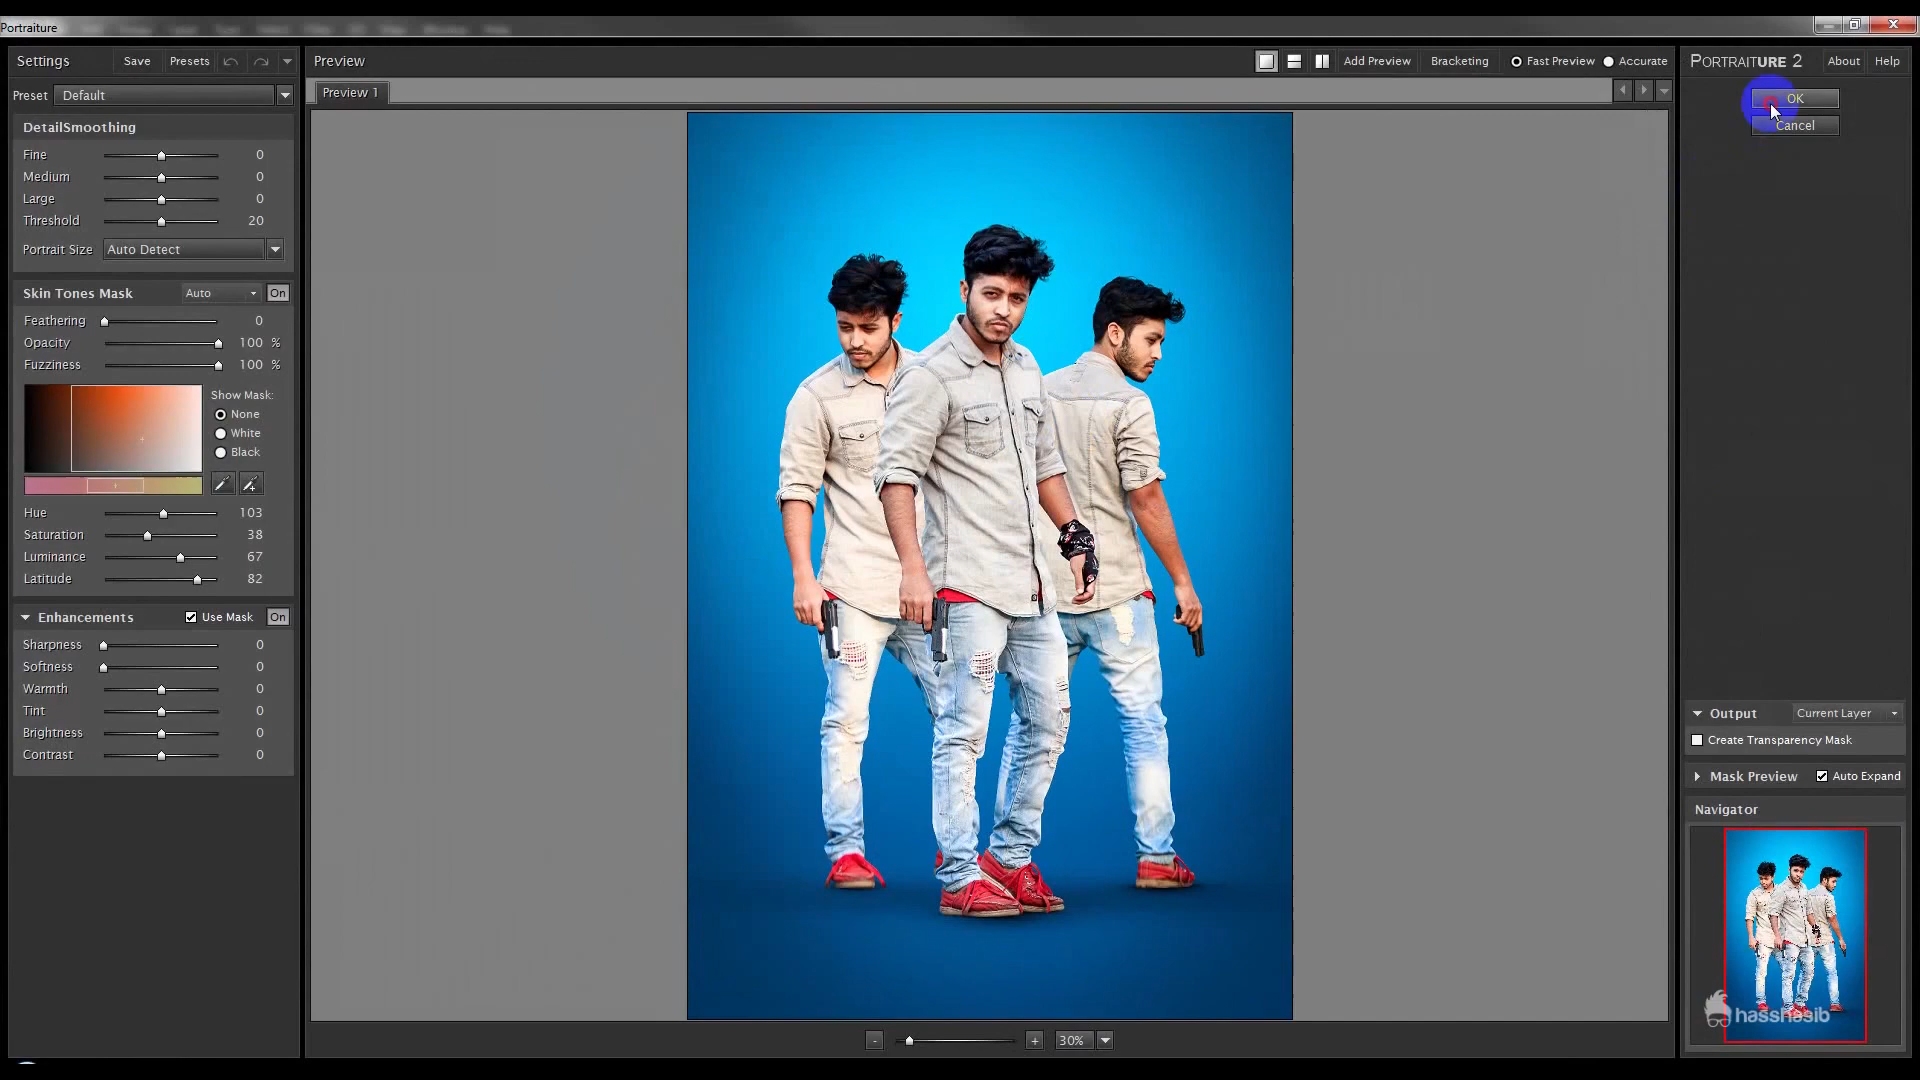 Portraiture
Settings
Save
Presets
Preset
Default
DetailSmoothing
Fine 0
Medium 0
Large 0
Threshold 20
Portrait Size Auto Detect
Skin Tones Mask Auto On
Feathering 0
Opacity 100 %
Fuzziness 100 %
Show Mask:
None
White
Black
Hue 103
Saturation 38
Luminance 67
Latitude 82
Enhancements Use Mask On
Sharpness 0
Softness 0
Warmth 0
Tint 0
Brightness 0
Contrast 0
Preview
Add Preview
Bracketing
Fast Preview
Accurate
Preview 1
- + 30%
PORTRAITURE 2
About
Help
OK
Cancel
Output Current Layer
Create Transparency Mask
Mask Preview Auto Expand
Navigator
hasshasib